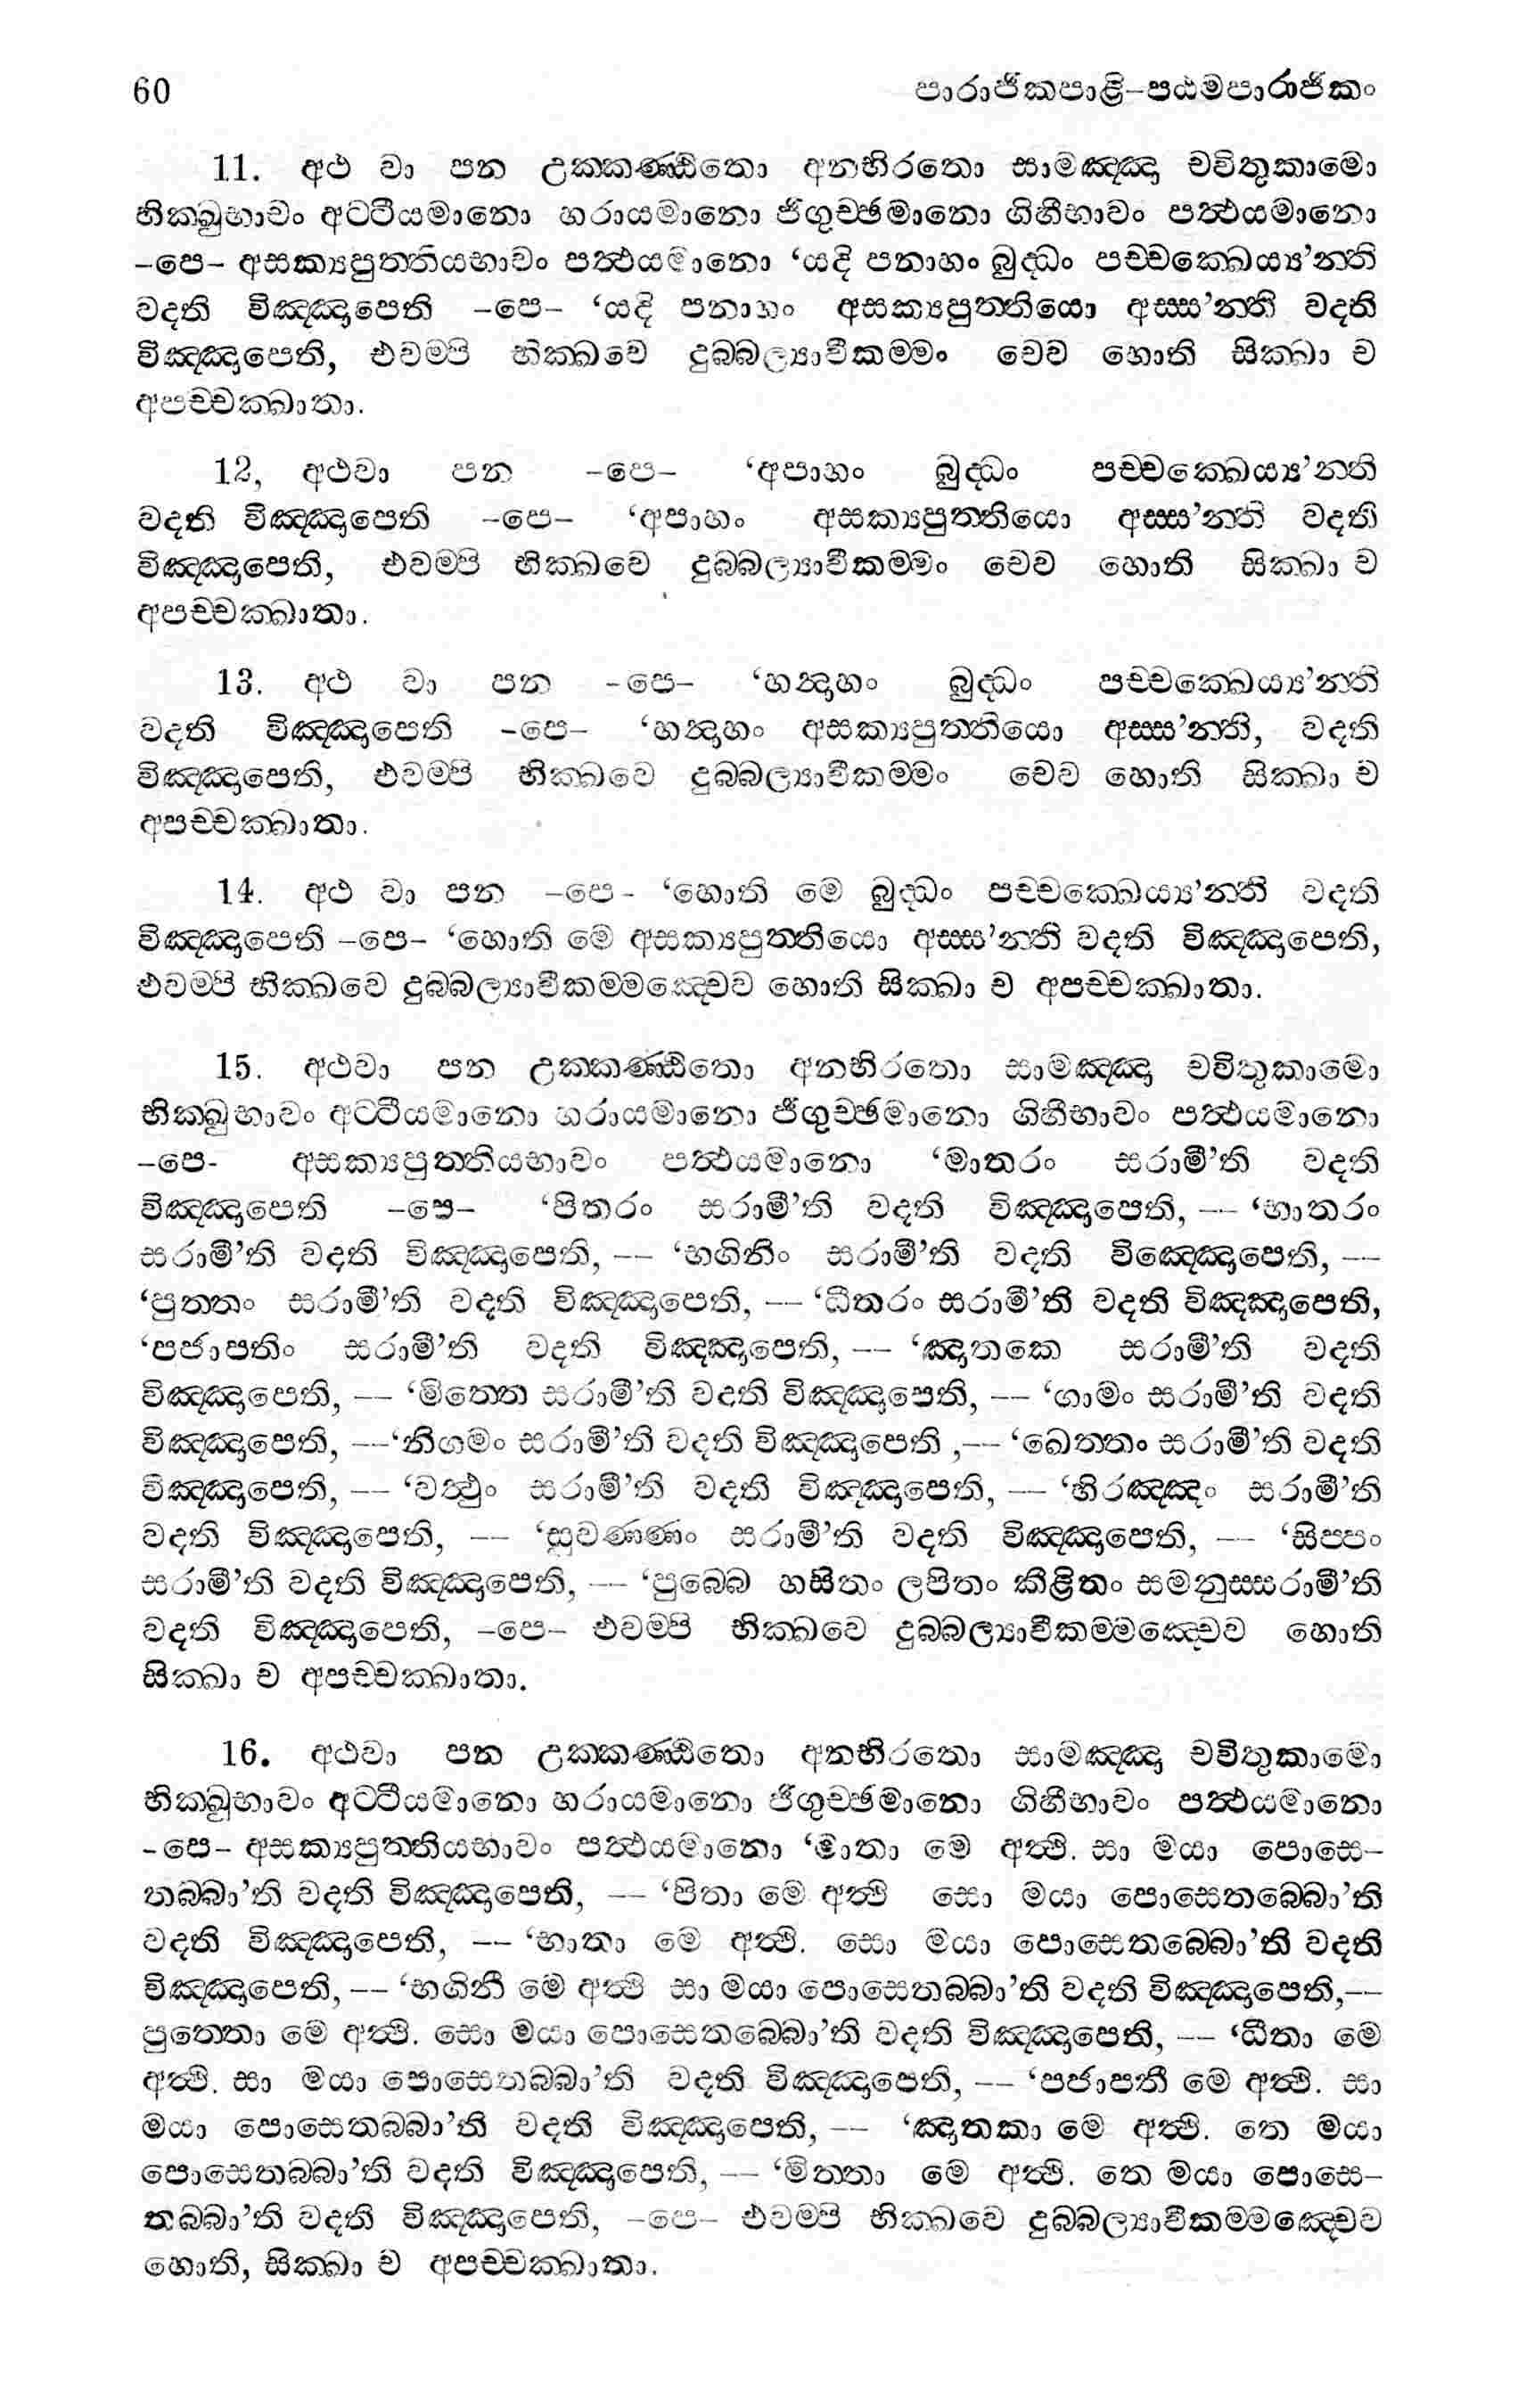 60 පාරාජිකපාළි–පඨමපාරාජිකං
11. අථ වා පන උක්කණ්ඨිතො අනභිරතො සාමඤ්ඤා චවිතුකාමො
භික්ඛුභාවං අට්ටීයමානො හරායමානො ජිගුච්ඡමානො ගිහීභාවං පත්ථයමානො
–පෙ– අසක්‍යපුත්තියභාවං පත්ථයමානො ‘යදි පනාහං බුද්ධං පච්චක්ඛෙය්‍ය’න්ති
වදති විඤ්ඤාපෙති –පෙ– ‘යදි පනාහං අසක්‍යපුත්තියො අස්ස’න්ති වදති
විඤ්ඤාපෙති, එවම්පි භික්ඛවෙ දුබ්බල්‍යාවීකම්මං චෙව හොති සික්ඛා ච
අපච්චක්ඛාතා.
12, අථවා පන –පෙ– ‘අපාහං බුද්ධං පච්චක්ඛෙය්‍ය’න්ති
වදති විඤ්ඤාපෙති –පෙ– ‘අපාහං අසක්‍යපුත්තියො අස්ස’න්ති වදති
විඤ්ඤාපෙති, එවම්පි භික්ඛවෙ දුබ්බල්‍යාවීකම්මං චෙව හොති සික්ඛා ච
අපච්චක්ඛාතා.
13. අථ වා පන –පෙ– ‘හන්දාහං බුද්ධං පච්චක්ඛෙය්‍ය’න්ති
වදති විඤ්ඤාපෙති –පෙ– ‘හන්දාහං අසක්‍යපුත්තියො අස්ස’න්ති, වදති
විඤ්ඤාපෙති, එවම්පි භික්ඛවෙ දුබ්බල්‍යාවීකම්මං චෙව හොති සික්ඛා ච
අපච්චක්ඛාතා.
14. අථ වා පන –පෙ- ‘හොති මෙ බුද්ධං පච්චක්ඛෙය්‍ය’න්ති වදති
විඤ්ඤාපෙති –පෙ– ‘හොති මෙ අසක්‍යපුත්තියො අස්ස’න්ති වදති විඤ්ඤාපෙති,
එවම්පි භික්ඛවෙ දුබ්බල්‍යාවීකම්මඤ්චෙව හොති සික්ඛා ච අපච්චක්ඛාතා.
15. අථවා පන උක්කණ්ඨිතො අනභිරතො සාමඤ්ඤා චවිතුකාමො
භික්ඛුභාවං අට්ටීයමානො හරායමානො ජිගුච්ඡමානො ගිහීභාවං පත්ථයමානො
–පෙ- අසක්‍යපුත්තියභාවං පත්ථයමානො ‘මාතරං සරාමී’ති වදති
විඤ්ඤාපෙති –පෙ– ‘පිතරං සරාමී’ති වදති විඤ්ඤාපෙති, –– ‘භාතරං
සරාමී’ති වදති විඤ්ඤාපෙති, –– ‘භගිනිං සරාමී’ති වදති විඤ්ඤොපෙති, ––
‘පුත්තං සරාමී’ති වදති විඤ්ඤාපෙති, –– ‘ධීතරං සරාමී’ති වදති විඤ්ඤාපෙති,
‘පජාපතිං සරාමී’ති වදති විඤ්ඤාපෙති, –– ‘ඤාතකෙ සරාමී’ති වදති
විඤ්ඤාපෙති, –– ‘මිත්තෙ සරාමී’ති වදති විඤ්ඤාපෙති, –– ‘ගාමං සරාමී’ති වදති
විඤ්ඤාපෙති, ––‘නිගමං සරාමී’ති වදති විඤ්ඤාපෙති ,–– ‘ඛෙත්තං සරාමී’ති වදති
විඤ්ඤාපෙති, –– ‘වත්ථුං සරාමී’ති වදති විඤ්ඤාපෙති, –– ‘හිරඤ්ඤං සරාමී’ති
වදති විඤ්ඤාපෙති, –– ‘සුවණ්ණං සරාමී’ති වදති විඤ්ඤාපෙති, –– ‘සිප්පං
සරාමී’ති වදති විඤ්ඤාපෙති, –– ‘පුබ්බෙ හසිතං ලපිතං කීළිතං සමනුස්සරාමී’ති
වදති විඤ්ඤාපෙති, –පෙ– එවම්පි භික්ඛවෙ දුබ්බල්‍යාවීකම්මඤ්චෙව හොති
සික්ඛා ච අපච්චක්ඛාතා.
16. අථවා පන උක්කණ්ඨිතො අනභිරතො සාමඤ්ඤා චවිතුකාමො
භික්ඛුභාවං අට්ටීයමානො හරායමානො ජිගුච්ඡමානො ගිහීභාවං පත්ථයමානො
-පෙ– අසක්‍යපුත්තියභාවං පත්ථයමානො ‘මාතා මෙ අත්ථි. සා මයා පොසෙ–
තබ්බා’ති වදති විඤ්ඤාපෙති, –– ‘පිතා මෙ අත්ථි සො මයා පොසෙතබ්බො’ති
වදති විඤ්ඤාපෙති, –– ‘භාතා මෙ අත්ථි. සො මයා පොසෙතබ්බො’ති වදති
විඤ්ඤාපෙති, –– ‘භගිනී මෙ අත්ථි සා මයා පොසෙතබ්බා’ති වදති විඤ්ඤාපෙති,––
පුත්තො මෙ අත්ථි. සො මයා පොසෙතබ්බො’ති වදති විඤ්ඤාපෙති, –– ‘ධීතා මෙ
අත්ථි. සා මයා පොසෙතබ්බා’ති වදති විඤ්ඤාපෙති, –– ‘පජාපතී මෙ අත්ථි. සා
මයා පොසෙතබ්බා’ති වදති විඤ්ඤාපෙති, –– ‘ඤාතකා මෙ අත්ථි. තෙ මයා
පොසෙතබ්බා’ති වදති විඤ්ඤාපෙති, –– ‘මිත්තා මෙ අත්ථි. තෙ මයා පොසෙ–
තබ්බා’ති වදති විඤ්ඤාපෙති, –පෙ– එවම්පි භික්ඛවෙ දුබ්බල්‍යාවීකම්මඤ්චෙව
හොති, සික්ඛා ච අපච්චක්ඛාතා.